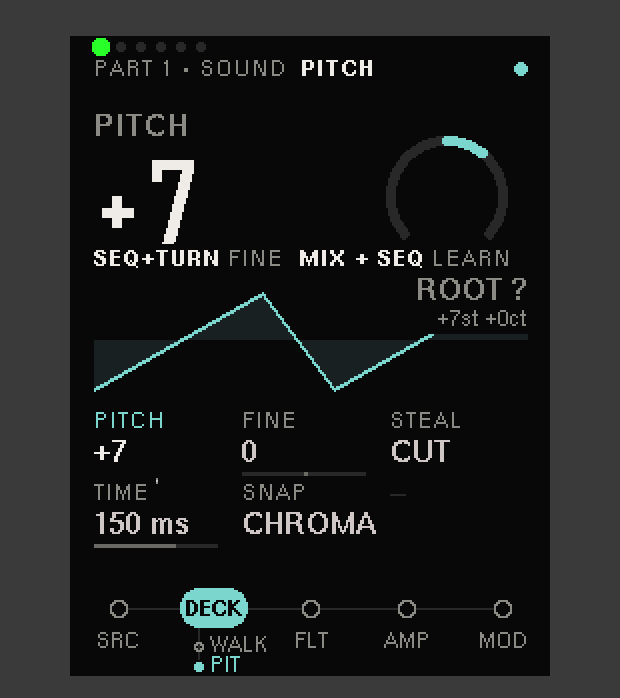 PART 1 · SOUND PITCH
PITCH
+7
SEQ+TURN FINE MIX + SEQ LEARN
ROOT ?
+7st +0ct
PITCH FINE STEAL
+7 0 CUT
TIME ' SNAP —
150 ms CHROMA
DECK
SRC WALK FLT AMP MOD
PIT